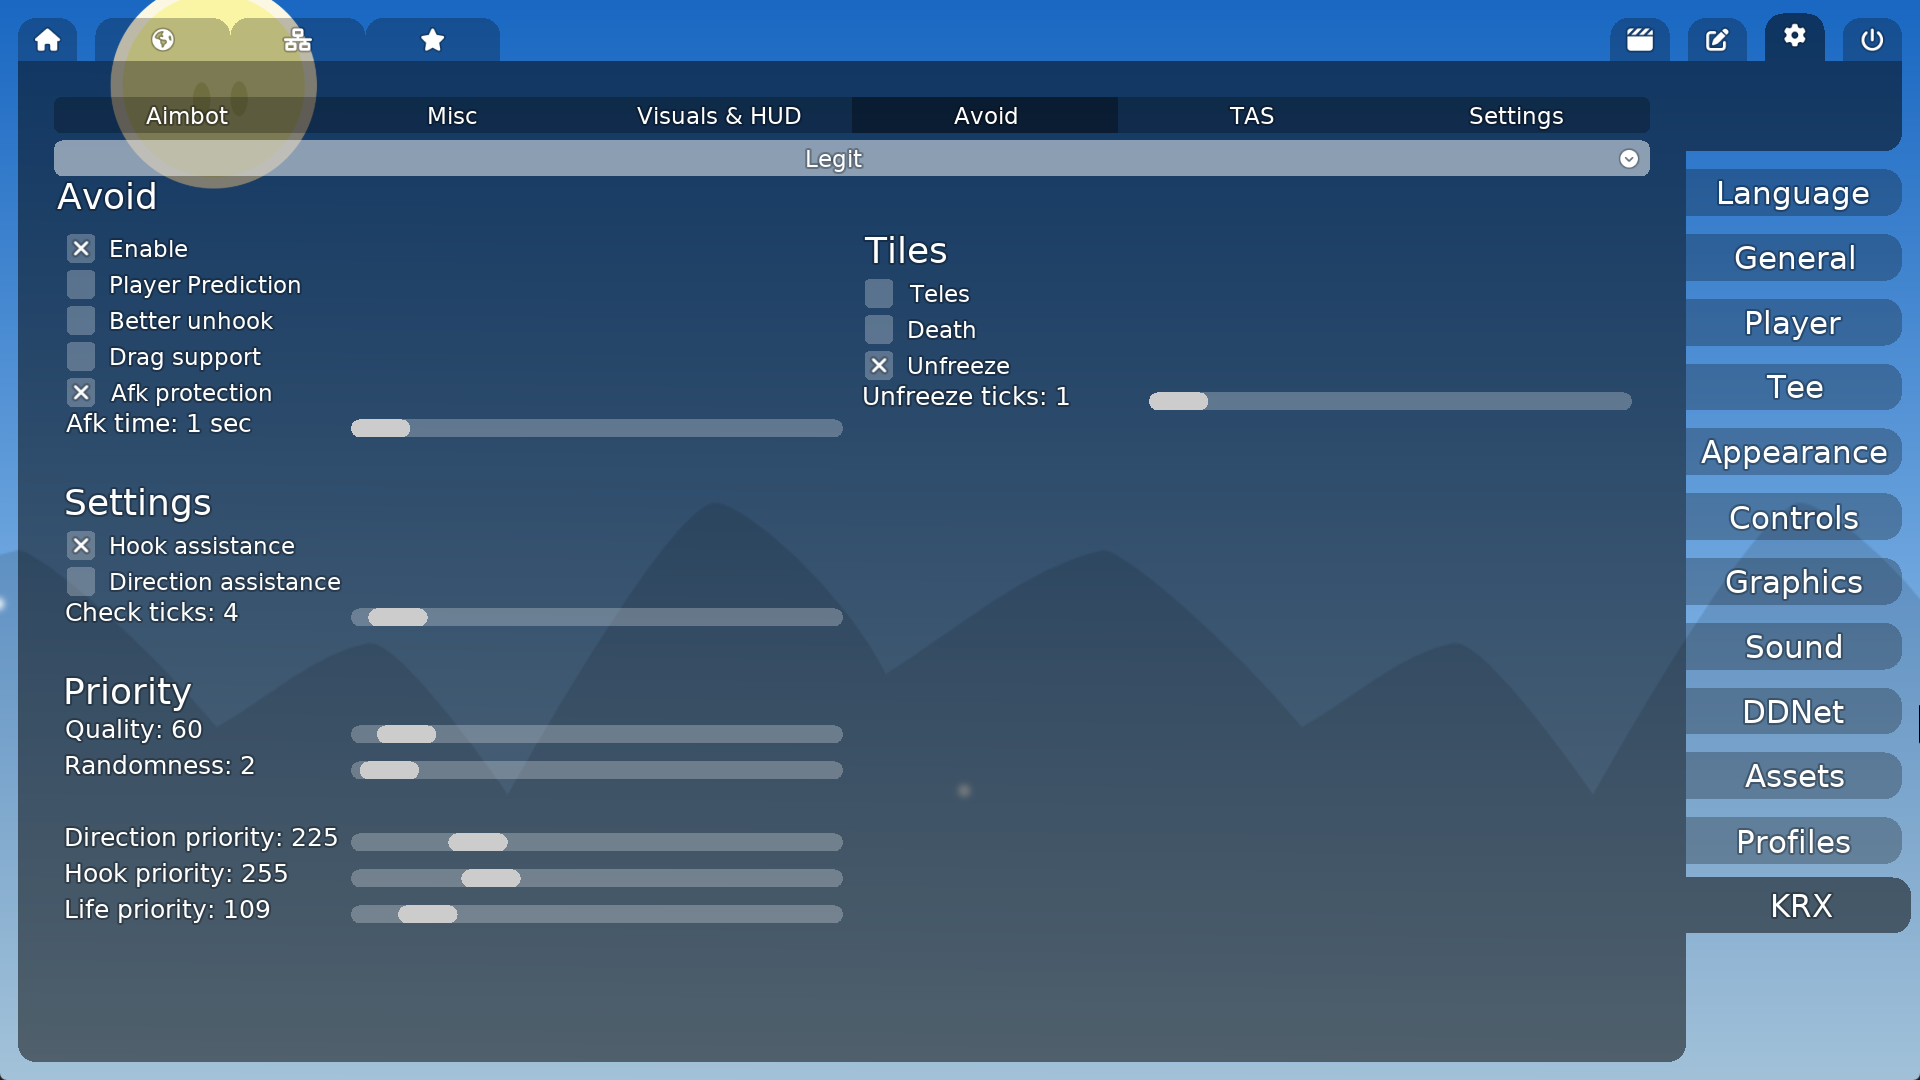 Aimbot Misc Visuals & HUD Avoid TAS Settings
Legit
Avoid
Enable
Player Prediction
Better unhook
Drag support
Afk protection
Afk time: 1 sec
Settings
Hook assistance
Direction assistance
Check ticks: 4
Priority
Quality: 60
Randomness: 2
Direction priority: 225
Hook priority: 255
Life priority: 109
Tiles
Teles
Death
Unfreeze
Unfreeze ticks: 1
Language
General
Player
Tee
Appearance
Controls
Graphics
Sound
DDNet
Assets
Profiles
KRX